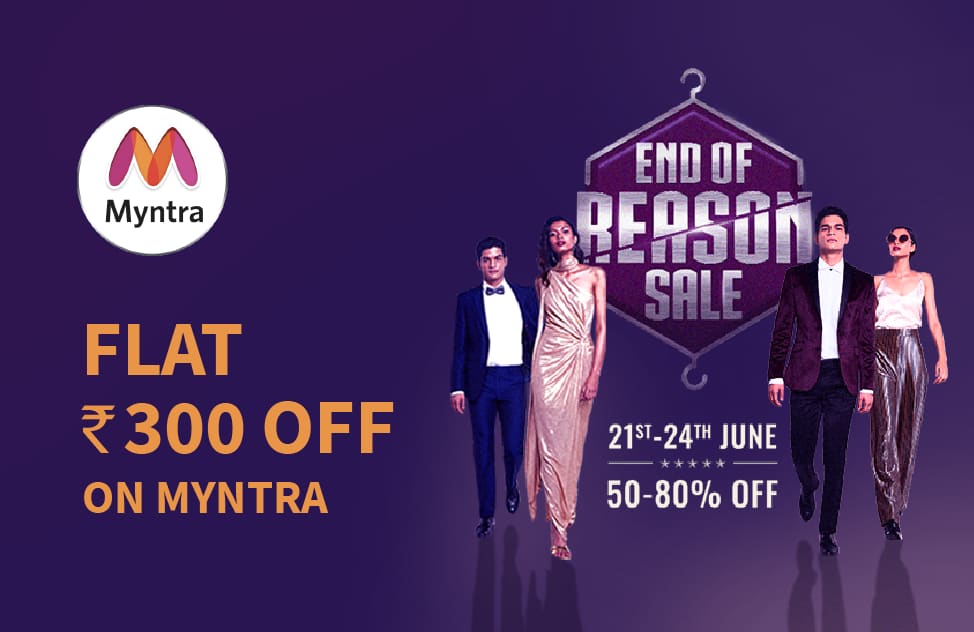 Myntra
FLAT
₹300 OFF
ON MYNTRA
END OF
REASON
SALE
21ST-24TH JUNE
50-80% OFF